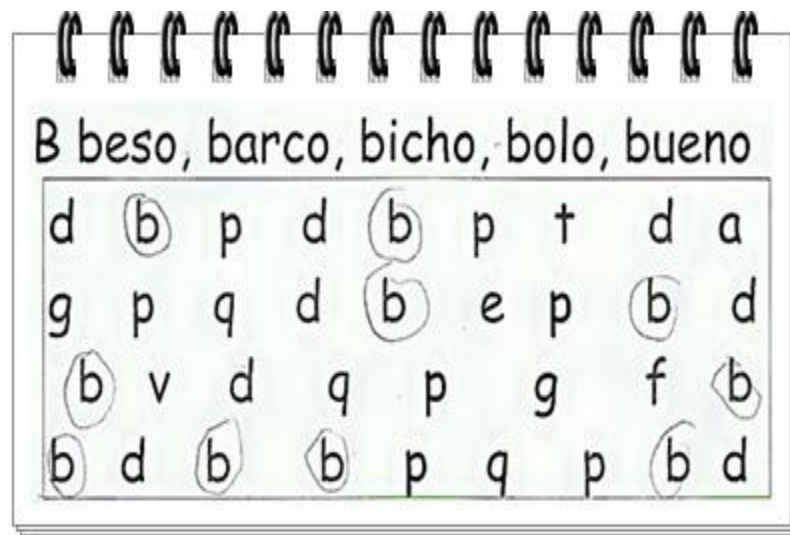 B beso, barco, bicho, bolo, bueno
d b p d b p t d a
g p q d b e p b d
b v d q p g f b
b d b b p q p b d